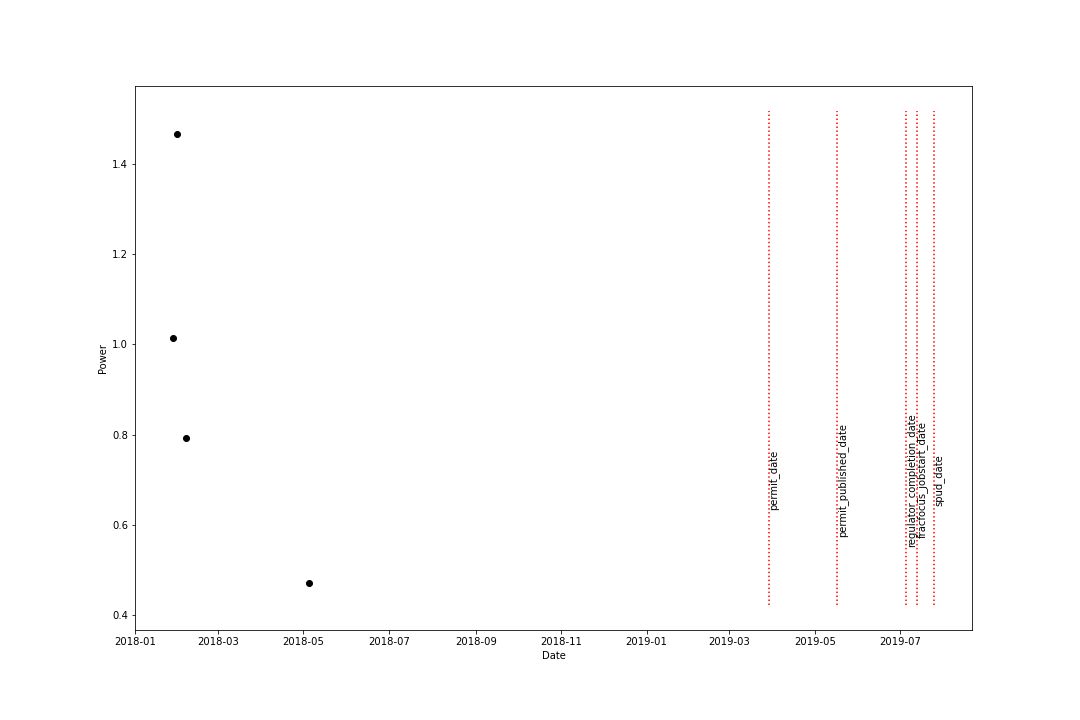 1.4
1.2
1.0
0.8
0.6
0.4
Power
permit_date
permit_published_date
regulator_completion_date
fracfocus_jobstart_date
spud_date
2018-01 2018-03 2018-05 2018-07 2018-09 2018-11 2019-01 2019-03 2019-05 2019-07
Date